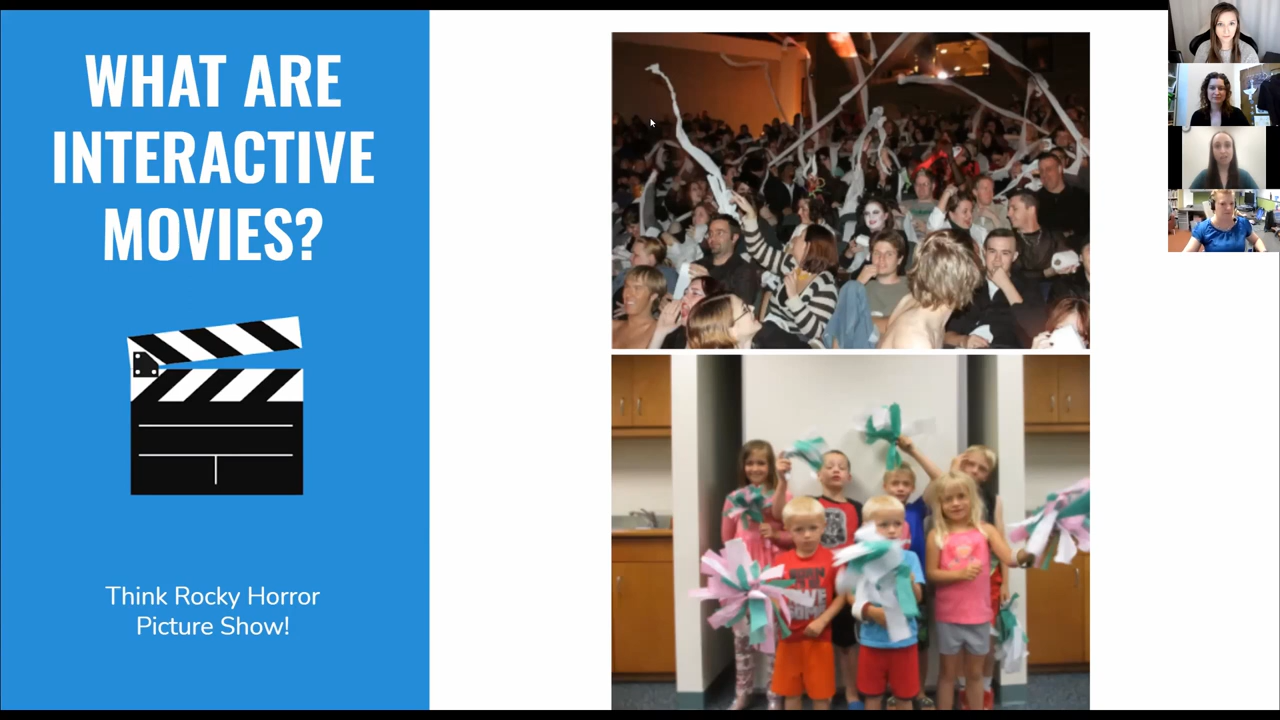 WHAT ARE
INTERACTIVE
MOVIES?
Think Rocky Horror
Picture Show!